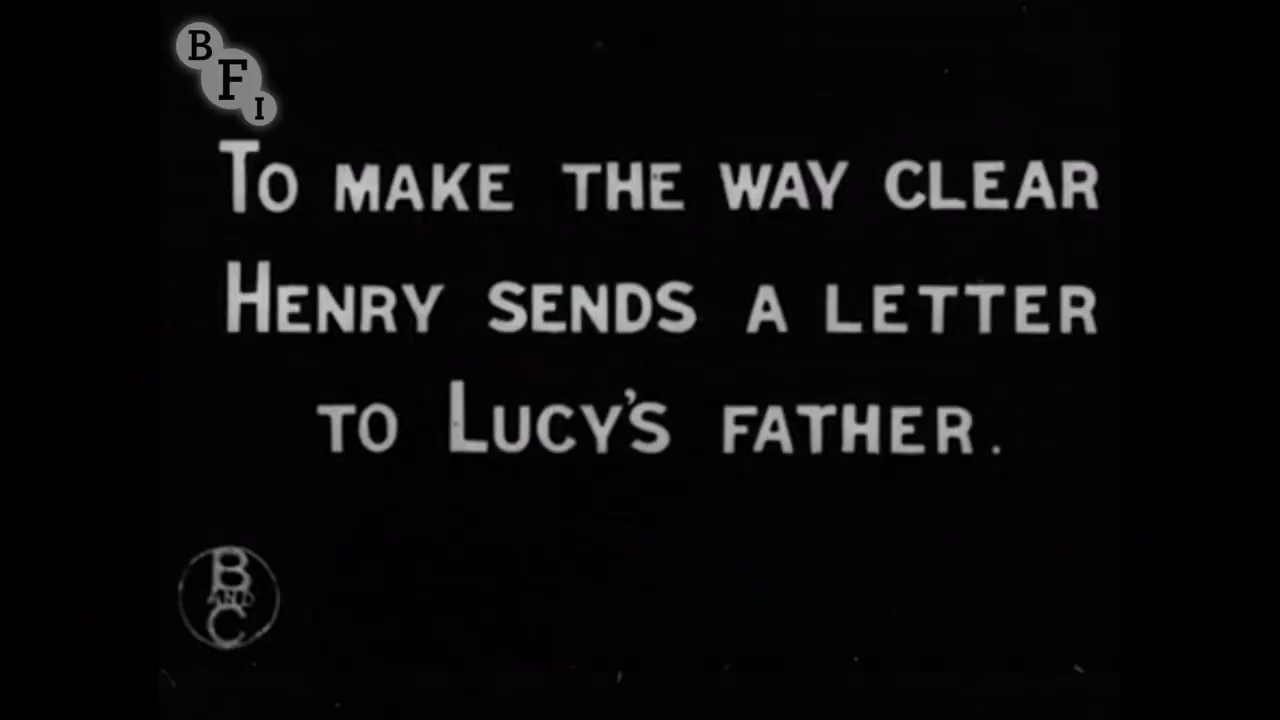 BFI
To make the way clear
Henry sends a letter
to Lucy's father.
B AND C